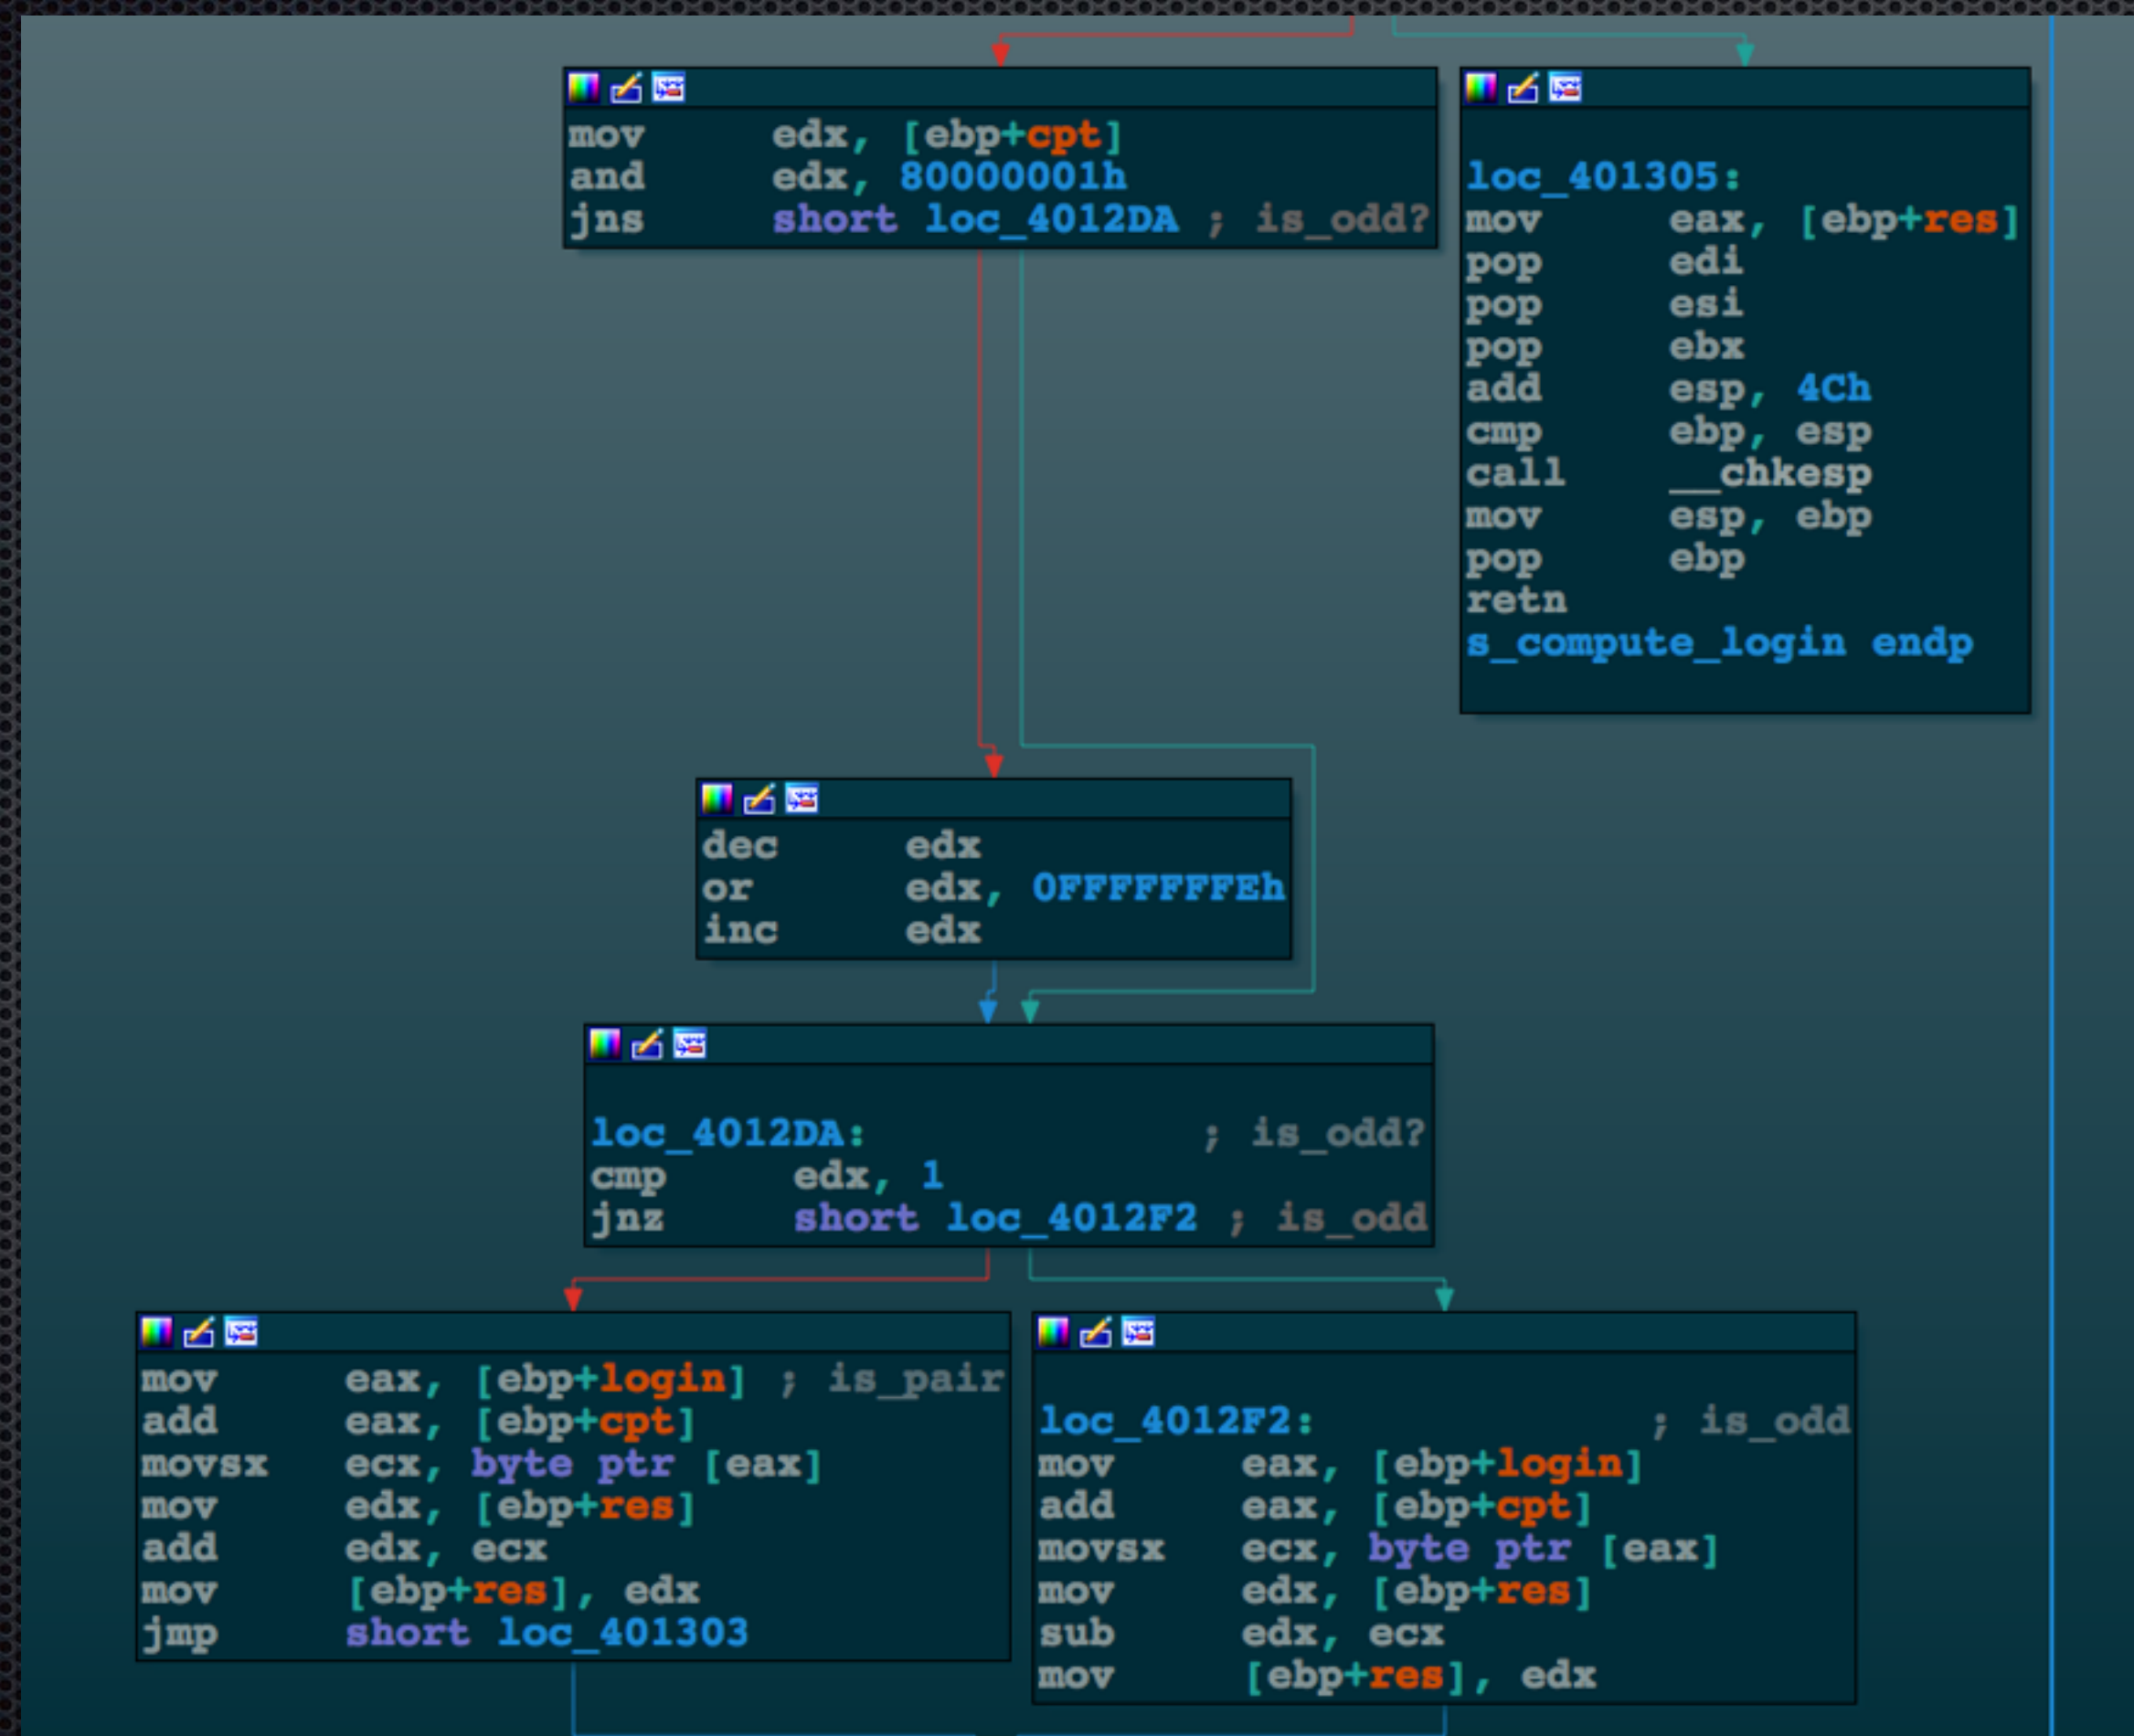 mov edx, [ebp+cpt]
and edx, 80000001h
jns short loc_4012DA ; is_odd?
loc_401305:
mov eax, [ebp+res]
pop edi
pop esi
pop ebx
add esp, 4Ch
cmp ebp, esp
call __chkesp
mov esp, ebp
pop ebp
retn
s_compute_login endp
dec edx
or edx, 0FFFFFFFEh
inc edx
loc_4012DA: ; is_odd?
cmp edx, 1
jnz short loc_4012F2 ; is_odd
mov eax, [ebp+login] ; is_pair
add eax, [ebp+cpt]
movsx ecx, byte ptr [eax]
mov edx, [ebp+res]
add edx, ecx
mov [ebp+res], edx
jmp short loc_401303
loc_4012F2: ; is_odd
mov eax, [ebp+login]
add eax, [ebp+cpt]
movsx ecx, byte ptr [eax]
mov edx, [ebp+res]
sub edx, ecx
mov [ebp+res], edx